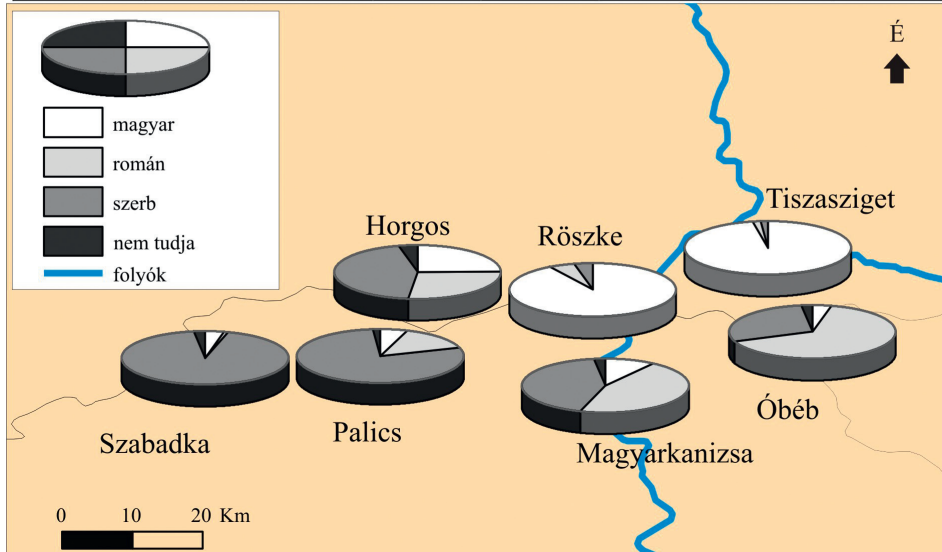 magyar
román
szerb
nem tudja
folyók
É
Tiszasziget
Horgos
Röszke
Óbéb
Szabadka
Palics
Magyarkanizsa
0 10 20 Km